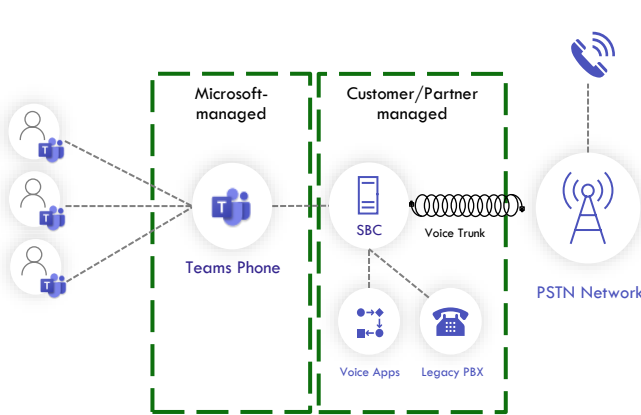 Microsoft-
managed
Customer/Partner
managed
T
T
T
T
SBC
Voice Trunk
Teams Phone
PSTN Network
Voice Apps
Legacy PBX